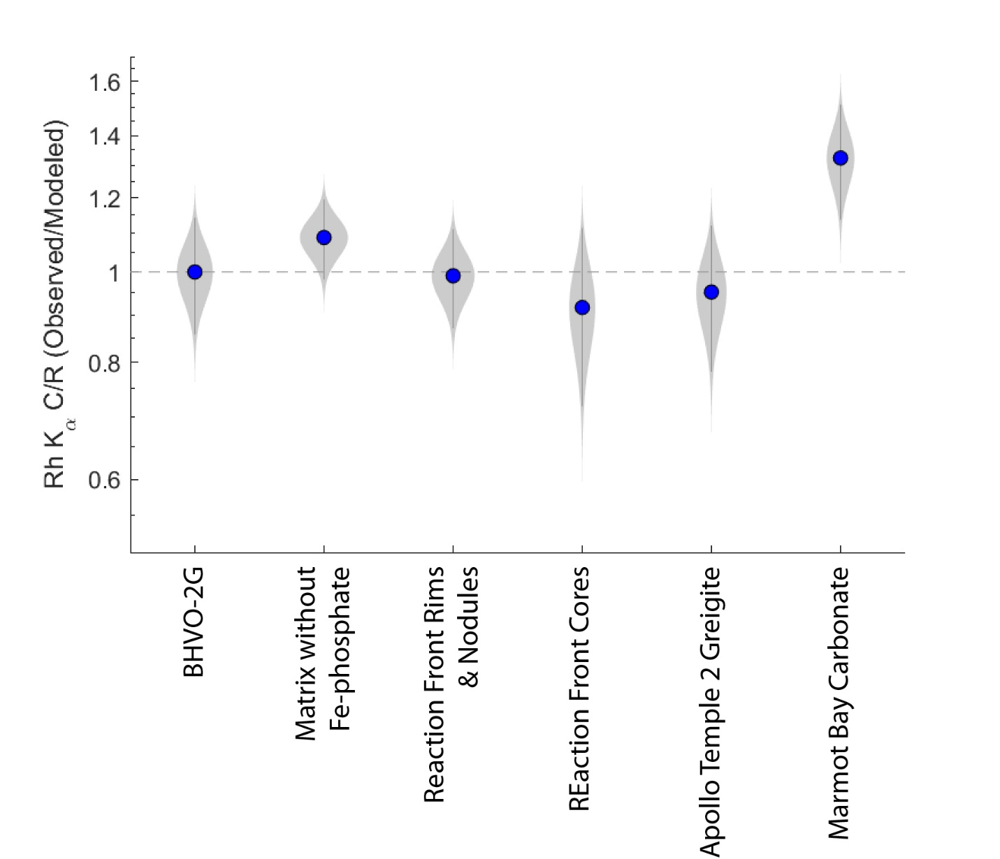 Rh Kα C/R (Observed/Modeled)
1.6
1.4
1.2
1
0.8
0.6
BHVO-2G
Matrix without
Fe-phosphate
Reaction Front Rims
& Nodules
REaction Front Cores
Apollo Temple 2 Greigite
Marmot Bay Carbonate